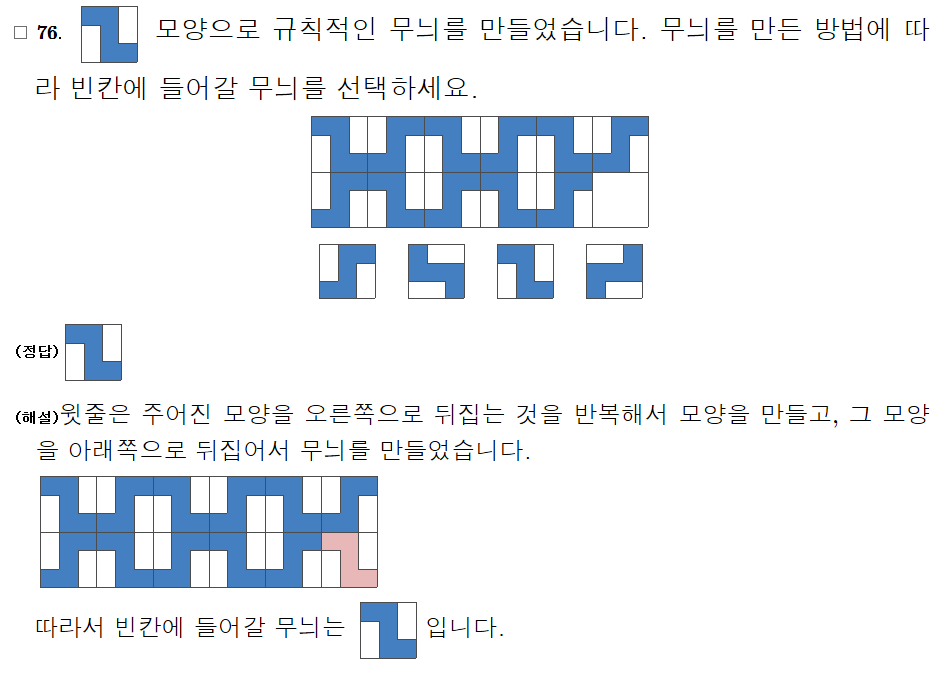 □ 76. 모양으로 규칙적인 무늬를 만들었습니다. 무늬를 만든 방법에 따
라 빈칸에 들어갈 무늬를 선택하세요.
(정답)
(해설)윗줄은 주어진 모양을 오른쪽으로 뒤집는 것을 반복해서 모양을 만들고, 그 모양
을 아래쪽으로 뒤집어서 무늬를 만들었습니다.
따라서 빈칸에 들어갈 무늬는 입니다.